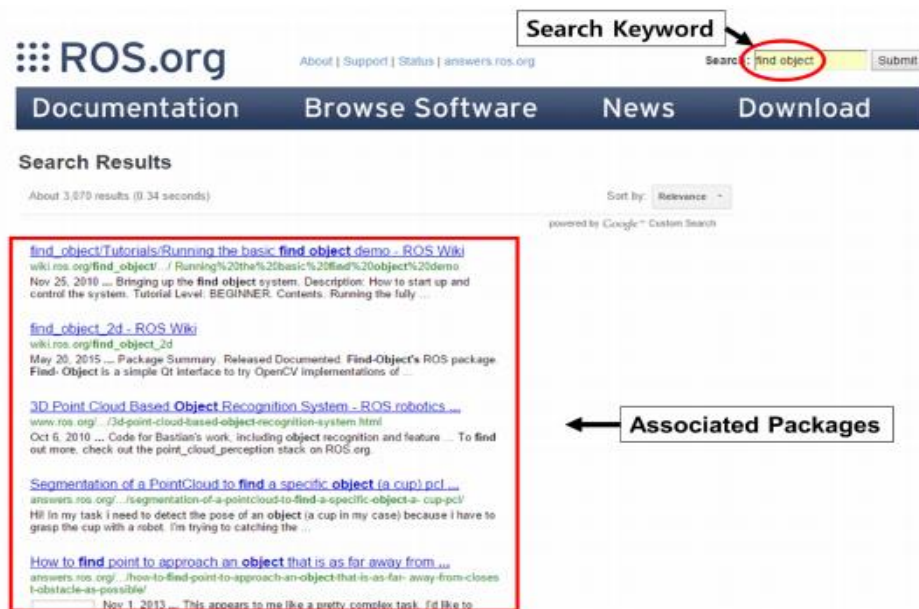 Search Keyword
ROS.org
About | Support | Status | answers.ros.org
Search: find object Submit
Documentation Browse Software News Download
Search Results
About 3,070 results (0.34 seconds)
Sort by: Relevance
powered by Google™ Custom Search
find_object/Tutorials/Running the basic find object demo - ROS Wiki
wiki.ros.org/find_object/.../ Running%20the%20basic%20find%20object%20demo
Nov 25, 2010 ... Bringing up the find object system. Description: How to start up and
control the system. Tutorial Level: BEGINNER. Contents. Running the fully ...
find_object_2d - ROS Wiki
wiki.ros.org/find_object_2d
May 20, 2015 ... Package Summary. Released Documented. Find-Object's ROS package.
Find- Object is a simple Qt interface to try OpenCV implementations of ...
3D Point Cloud Based Object Recognition System - ROS robotics ...
www.ros.org/.../3d-point-cloud-based-object-recognition-system.html
Oct 6, 2010 ... Code for Bastian's work, including object recognition and feature ... To find
out more, check out the point_cloud_perception stack on ROS.org.
Associated Packages
Segmentation of a PointCloud to find a specific object (a cup) pcl ...
answers.ros.org/.../segmentation-of-a-pointcloud-to-find-a-specific-object-a- cup-pcl/
Hi! In my task i need to detect the pose of an object (a cup in my case) because i have to
grasp the cup with a robot. I'm trying to catching the ...
How to find point to approach an object that is as far away from ...
answers.ros.org/.../how-to-find-point-to-approach-an-object-that-is-as-far- away-from-closes
t-obstacle-as-possible/
Nov 1, 2013 ... This appears to me like a pretty complex task. I'd like to